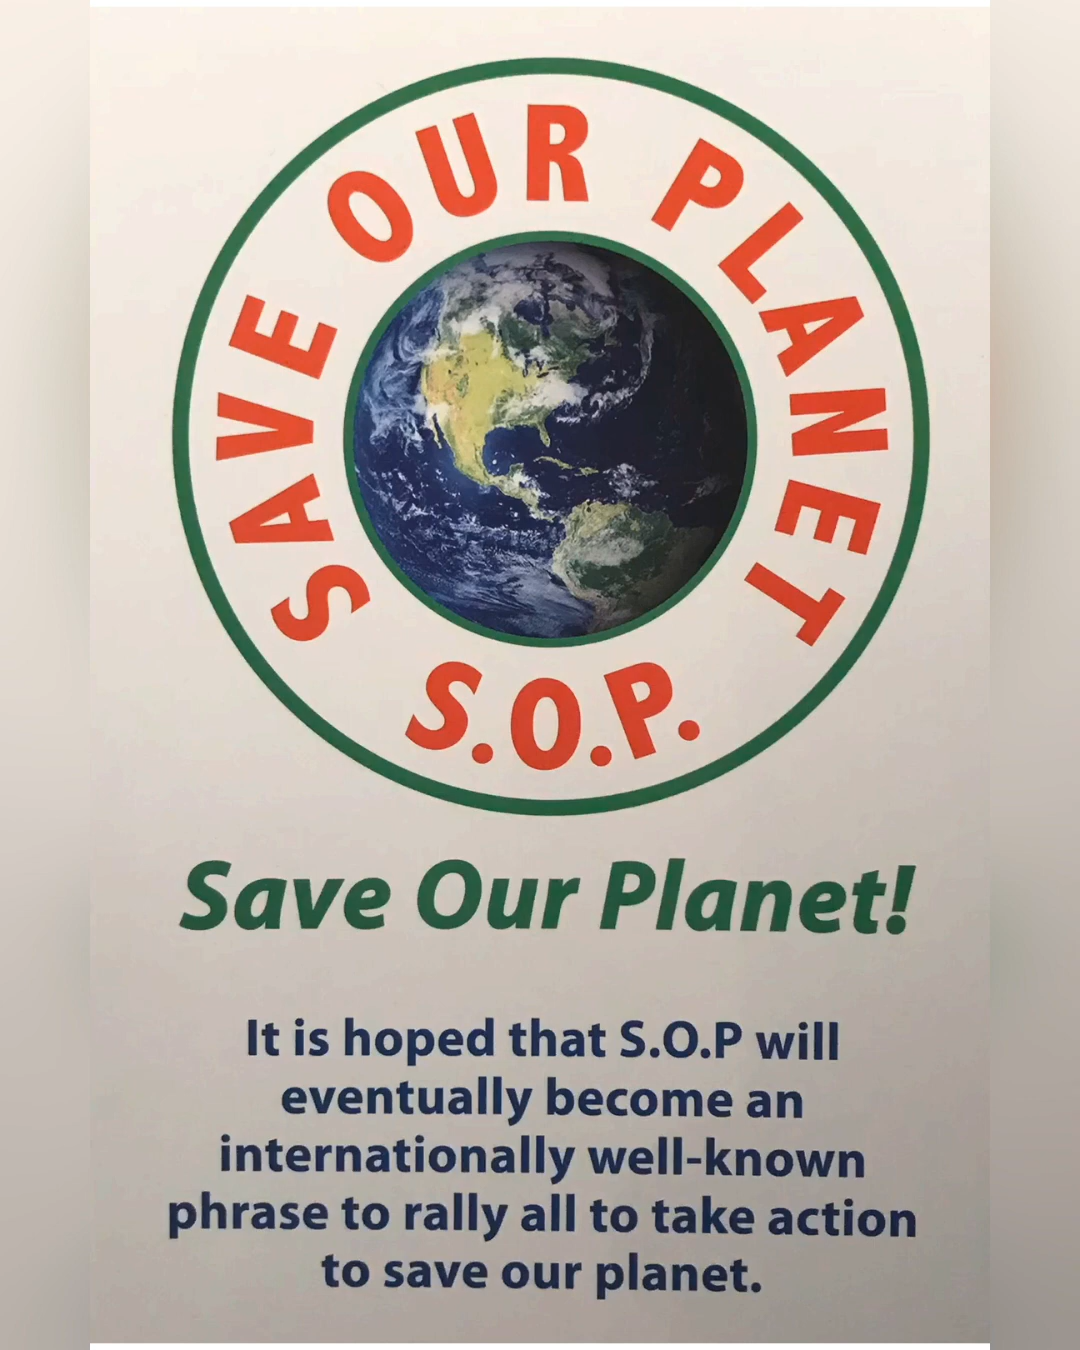 SAVE OUR PLANET
S.O.P.
Save Our Planet!
It is hoped that S.O.P will
eventually become an
internationally well-known
phrase to rally all to take action
to save our planet.